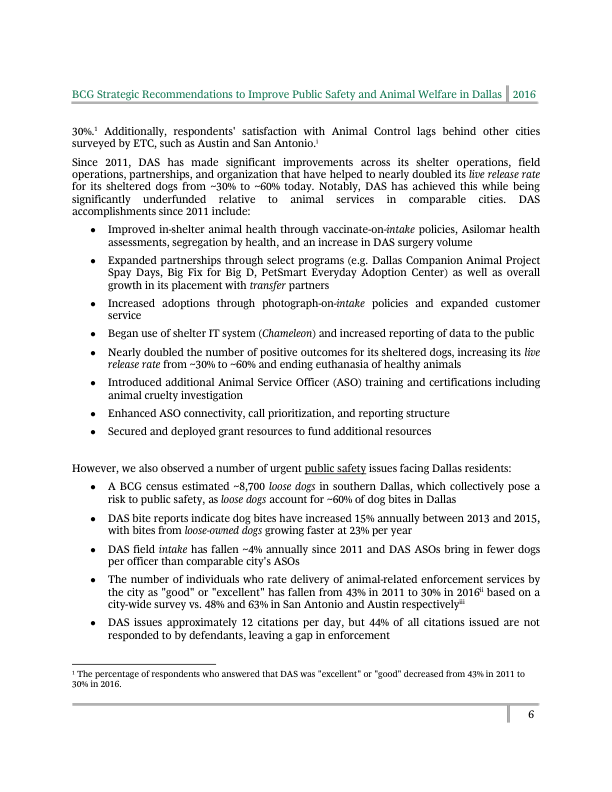 BCG Strategic Recommendations to Improve Public Safety and Animal Welfare in Dallas 2016
30%.¹ Additionally, respondents' satisfaction with Animal Control lags behind other cities
surveyed by ETC, such as Austin and San Antonio.ⁱ
Since 2011, DAS has made significant improvements across its shelter operations, field
operations, partnerships, and organization that have helped to nearly doubled its live release rate
for its sheltered dogs from ~30% to ~60% today. Notably, DAS has achieved this while being
significantly underfunded relative to animal services in comparable cities. DAS
accomplishments since 2011 include:
• Improved in-shelter animal health through vaccinate-on-intake policies, Asilomar health
assessments, segregation by health, and an increase in DAS surgery volume
• Expanded partnerships through select programs (e.g. Dallas Companion Animal Project
Spay Days, Big Fix for Big D, PetSmart Everyday Adoption Center) as well as overall
growth in its placement with transfer partners
• Increased adoptions through photograph-on-intake policies and expanded customer
service
• Began use of shelter IT system (Chameleon) and increased reporting of data to the public
• Nearly doubled the number of positive outcomes for its sheltered dogs, increasing its live
release rate from ~30% to ~60% and ending euthanasia of healthy animals
• Introduced additional Animal Service Officer (ASO) training and certifications including
animal cruelty investigation
• Enhanced ASO connectivity, call prioritization, and reporting structure
• Secured and deployed grant resources to fund additional resources
However, we also observed a number of urgent public safety issues facing Dallas residents:
• A BCG census estimated ~8,700 loose dogs in southern Dallas, which collectively pose a
risk to public safety, as loose dogs account for ~60% of dog bites in Dallas
• DAS bite reports indicate dog bites have increased 15% annually between 2013 and 2015,
with bites from loose-owned dogs growing faster at 23% per year
• DAS field intake has fallen ~4% annually since 2011 and DAS ASOs bring in fewer dogs
per officer than comparable city's ASOs
• The number of individuals who rate delivery of animal-related enforcement services by
the city as "good" or "excellent" has fallen from 43% in 2011 to 30% in 2016ⁱⁱ based on a
city-wide survey vs. 48% and 63% in San Antonio and Austin respectivelyⁱⁱⁱ
• DAS issues approximately 12 citations per day, but 44% of all citations issued are not
responded to by defendants, leaving a gap in enforcement
¹ The percentage of respondents who answered that DAS was "excellent" or "good" decreased from 43% in 2011 to
30% in 2016.
6